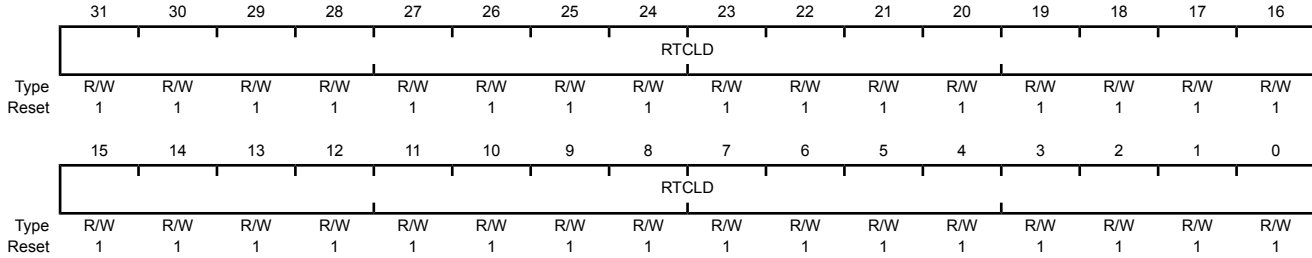 31 30 29 28 27 26 25 24 23 22 21 20 19 18 17 16
RTCLD
Type R/W R/W R/W R/W R/W R/W R/W R/W R/W R/W R/W R/W R/W R/W R/W R/W
Reset 1 1 1 1 1 1 1 1 1 1 1 1 1 1 1 1
15 14 13 12 11 10 9 8 7 6 5 4 3 2 1 0
RTCLD
Type R/W R/W R/W R/W R/W R/W R/W R/W R/W R/W R/W R/W R/W R/W R/W R/W
Reset 1 1 1 1 1 1 1 1 1 1 1 1 1 1 1 1